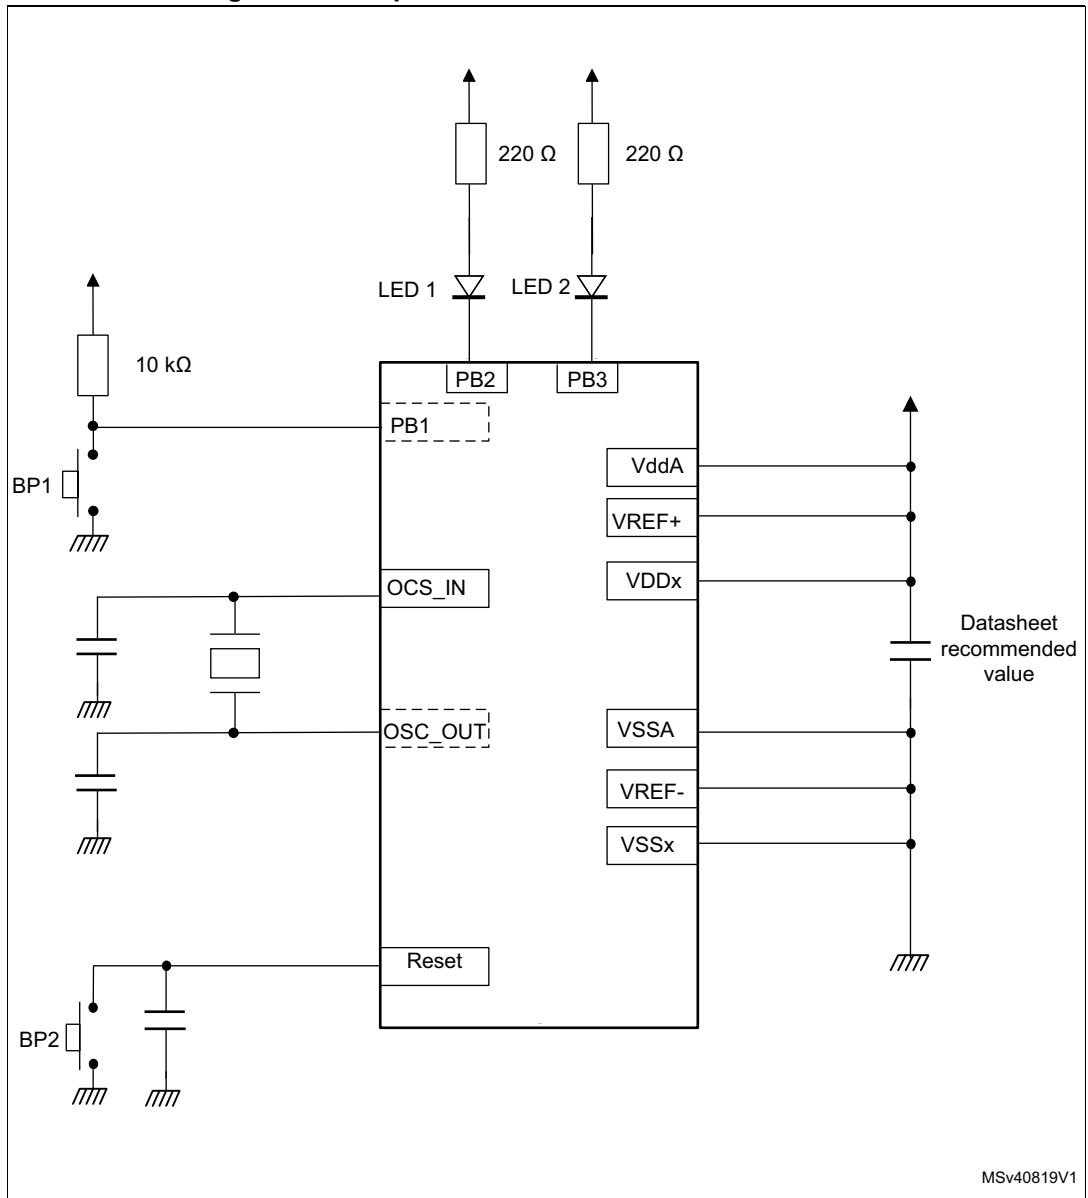 220 Ω
220 Ω
LED 1
LED 2
10 kΩ
PB2
PB3
PB1
VddA
BP1
VREF+
OCS_IN
VDDx
Datasheet
recommended
value
OSC_OUT
VSSA
VREF-
VSSx
Reset
BP2
MSv40819V1